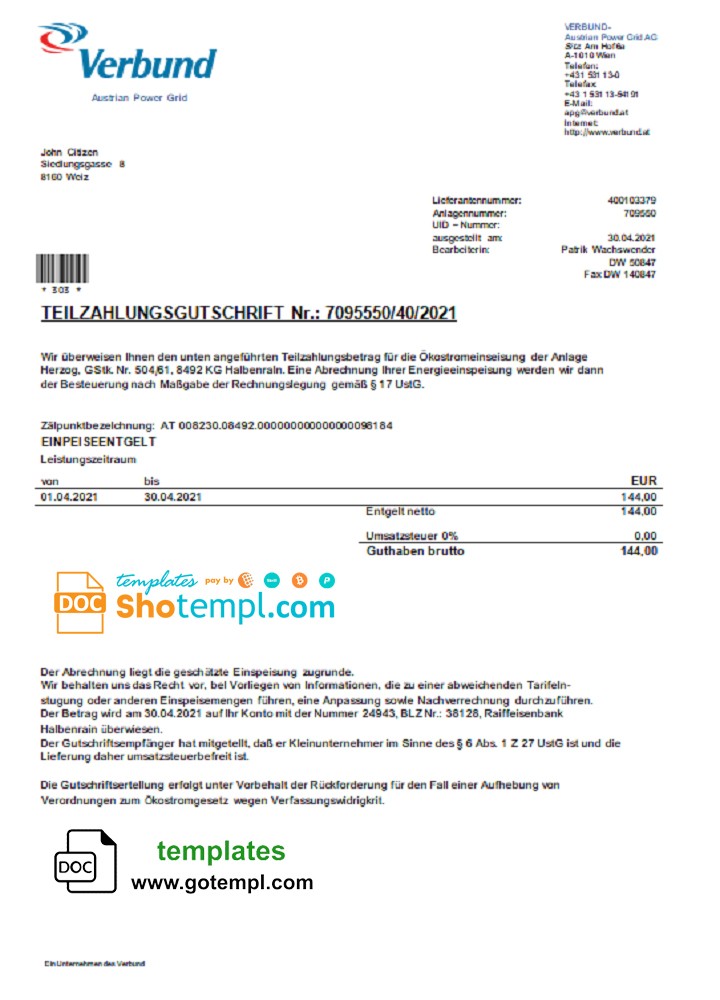 Verbund
Austrian Power Grid
VERBUND-
Austrian Power Grid AG
Sitz Am Hof 6a
A-1010 Wien
Telefon:
+431 531 13-0
Telefax
+43 1 531 13-54191
E-Mail:
apg@verbund.at
Internet:
http://www.verbund.at
John Citizen
Siedlungsgasse 8
8160 Weiz
Lieferantennummer: 400103379
Anlagennummer: 709550
UID – Nummer:
ausgestellt am: 30.04.2021
Bearbeiterin: Patrik Wachswender
DW 50847
Fax DW 140847
* 303 *
TEILZAHLUNGSGUTSCHRIFT Nr.: 7095550/40/2021
Wir überweisen Ihnen den unten angeführten Teilzahlungsbetrag für die Ökostromeinseisung der Anlage
Herzog, GStk. Nr. 504,61, 8492 KG Halbenraln. Eine Abrechnung Ihrer Energieeinspeisung werden wir dann
der Besteuerung nach Maßgabe der Rechnungslegung gemäß § 17 UstG.
Zälpunktbezeichnung: AT 008230.08492.000000000000000098184
EINPEISEENTGELT
Leistungszeitraum
von bis EUR
01.04.2021 30.04.2021 144,00
Entgelt netto 144,00
Umsatzsteuer 0% 0,00
Guthaben brutto 144,00
templates pay by
DOC Shotempl.com
Der Abrechnung liegt die geschätzte Einspeisung zugrunde.
Wir behalten uns das Recht vor, bei Vorliegen von Informationen, die zu einer abweichenden Tarifeln-
stugung oder anderen Einspeisemengen führen, eine Anpassung sowie Nachverrechnung durchzuführen.
Der Betrag wird am 30.04.2021 auf Ihr Konto mit der Nummer 24943, BLZ Nr.: 38128, Raiffeisenbank
Halbenrain überwiesen.
Der Gutschriftsempfänger hat mitgetellt, daß er Kleinunternehmer im Sinne des § 6 Abs. 1 Z 27 UstG ist und die
Lieferung daher umsatzsteuerbefreit ist.
Die Gutschriftsertellung erfolgt unter Vorbehalt der Rückforderung für den Fall einer Aufhebung van
Verordnungen zum Ökostromgesetz wegen Verfassungswidrigkrit.
DOC
templates
www.gotempl.com
Ein Unternehmen des Verbund